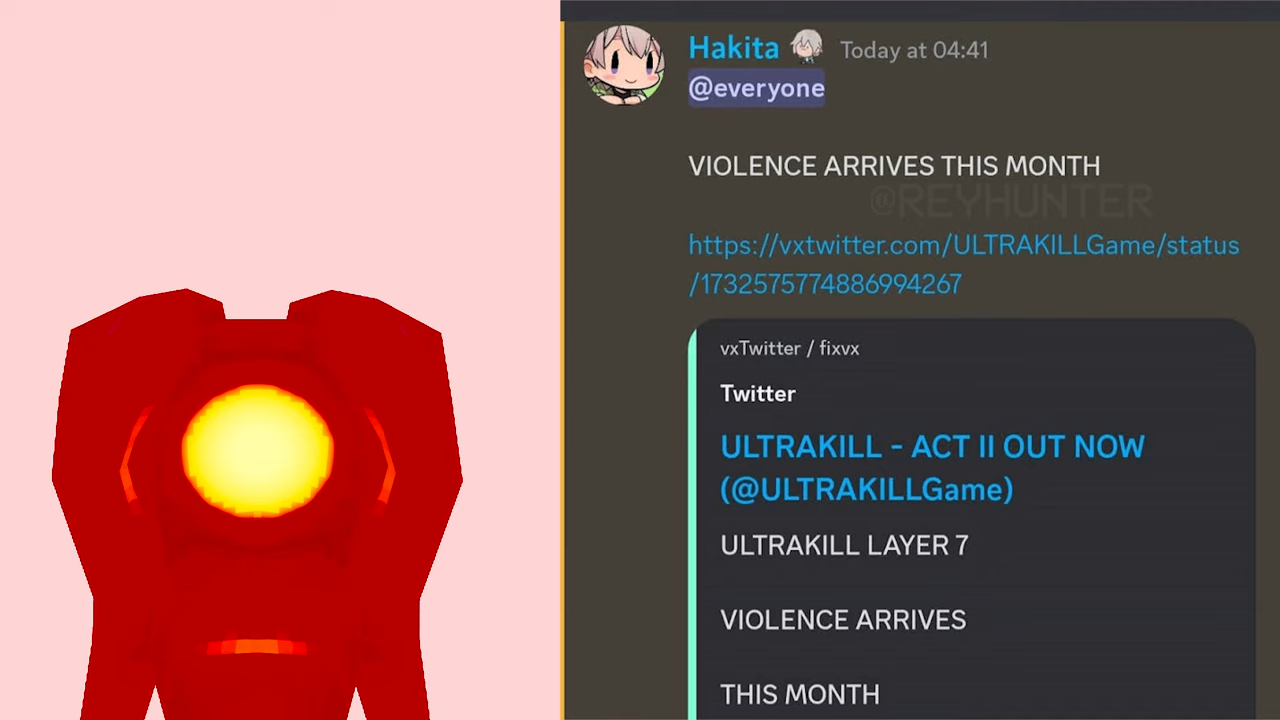 Hakita Today at 04:41
@everyone
VIOLENCE ARRIVES THIS MONTH
@REYHUNTER
https://vxtwitter.com/ULTRAKILLGame/status
/1732575774886994267
vxTwitter / fixvx
Twitter
ULTRAKILL - ACT II OUT NOW
(@ULTRAKILLGame)
ULTRAKILL LAYER 7
VIOLENCE ARRIVES
THIS MONTH